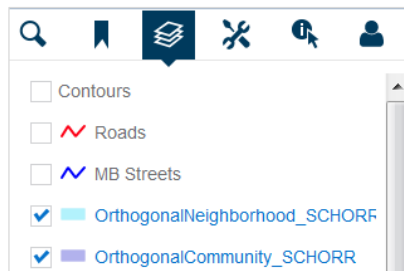 Contours
Roads
MB Streets
OrthogonalNeighborhood_SCHORR
OrthogonalCommunity_SCHORR